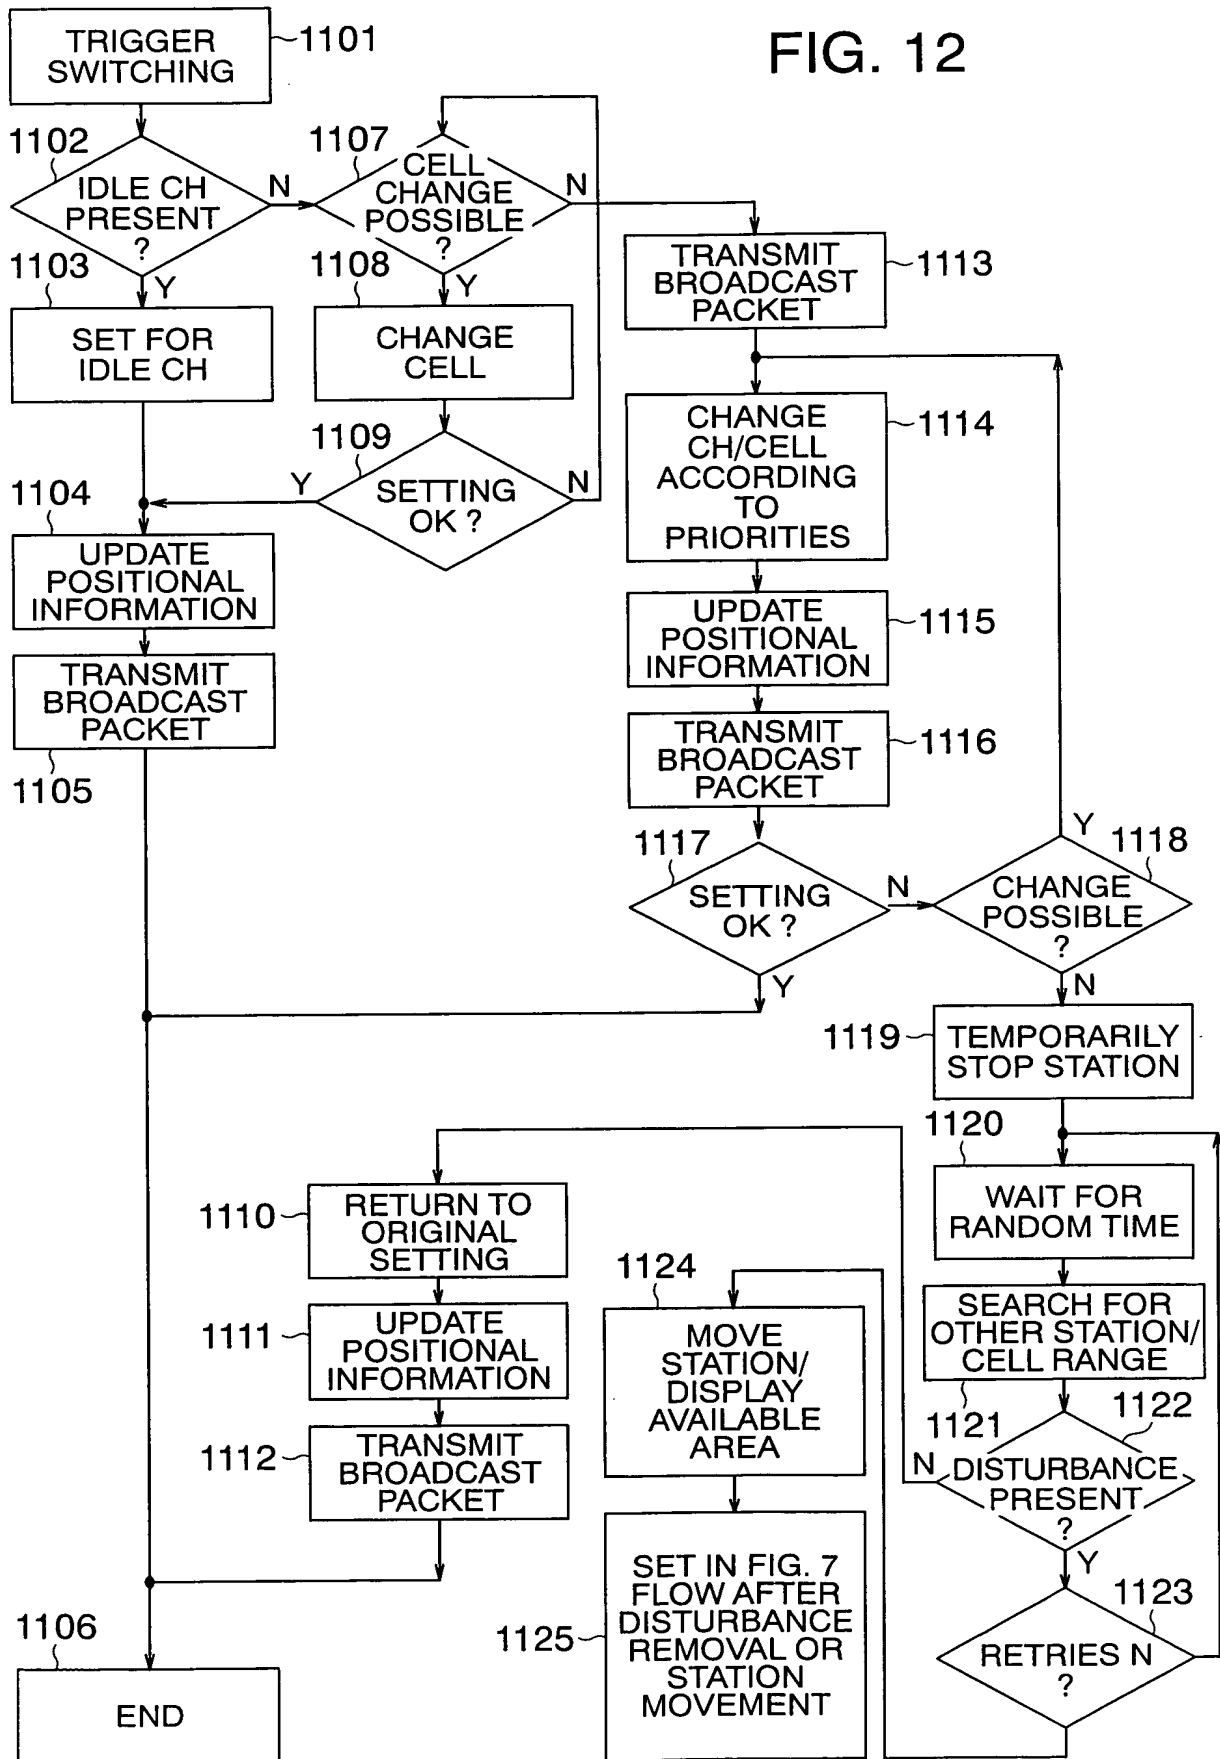 FIG. 12
TRIGGER
SWITCHING
1101
1102
IDLE CH
PRESENT
?
N
Y
1103
SET FOR
IDLE CH
1107
CELL
CHANGE
POSSIBLE
?
N
Y
1108
CHANGE
CELL
1109
SETTING
OK ?
Y
N
1104
UPDATE
POSITIONAL
INFORMATION
TRANSMIT
BROADCAST
PACKET
1105
TRANSMIT
BROADCAST
PACKET
1113
CHANGE
CH/CELL
ACCORDING
TO
PRIORITIES
1114
UPDATE
POSITIONAL
INFORMATION
1115
TRANSMIT
BROADCAST
PACKET
1116
1117
SETTING
OK ?
N
Y
Y
1118
CHANGE
POSSIBLE
?
N
1119
TEMPORARILY
STOP STATION
1120
WAIT FOR
RANDOM TIME
SEARCH FOR
OTHER STATION/
CELL RANGE
1121
1122
DISTURBANCE
PRESENT
?
N
Y
1123
RETRIES N
?
1110
RETURN TO
ORIGINAL
SETTING
1111
UPDATE
POSITIONAL
INFORMATION
1112
TRANSMIT
BROADCAST
PACKET
1124
MOVE
STATION/
DISPLAY
AVAILABLE
AREA
1125
SET IN FIG. 7
FLOW AFTER
DISTURBANCE
REMOVAL OR
STATION
MOVEMENT
1106
END